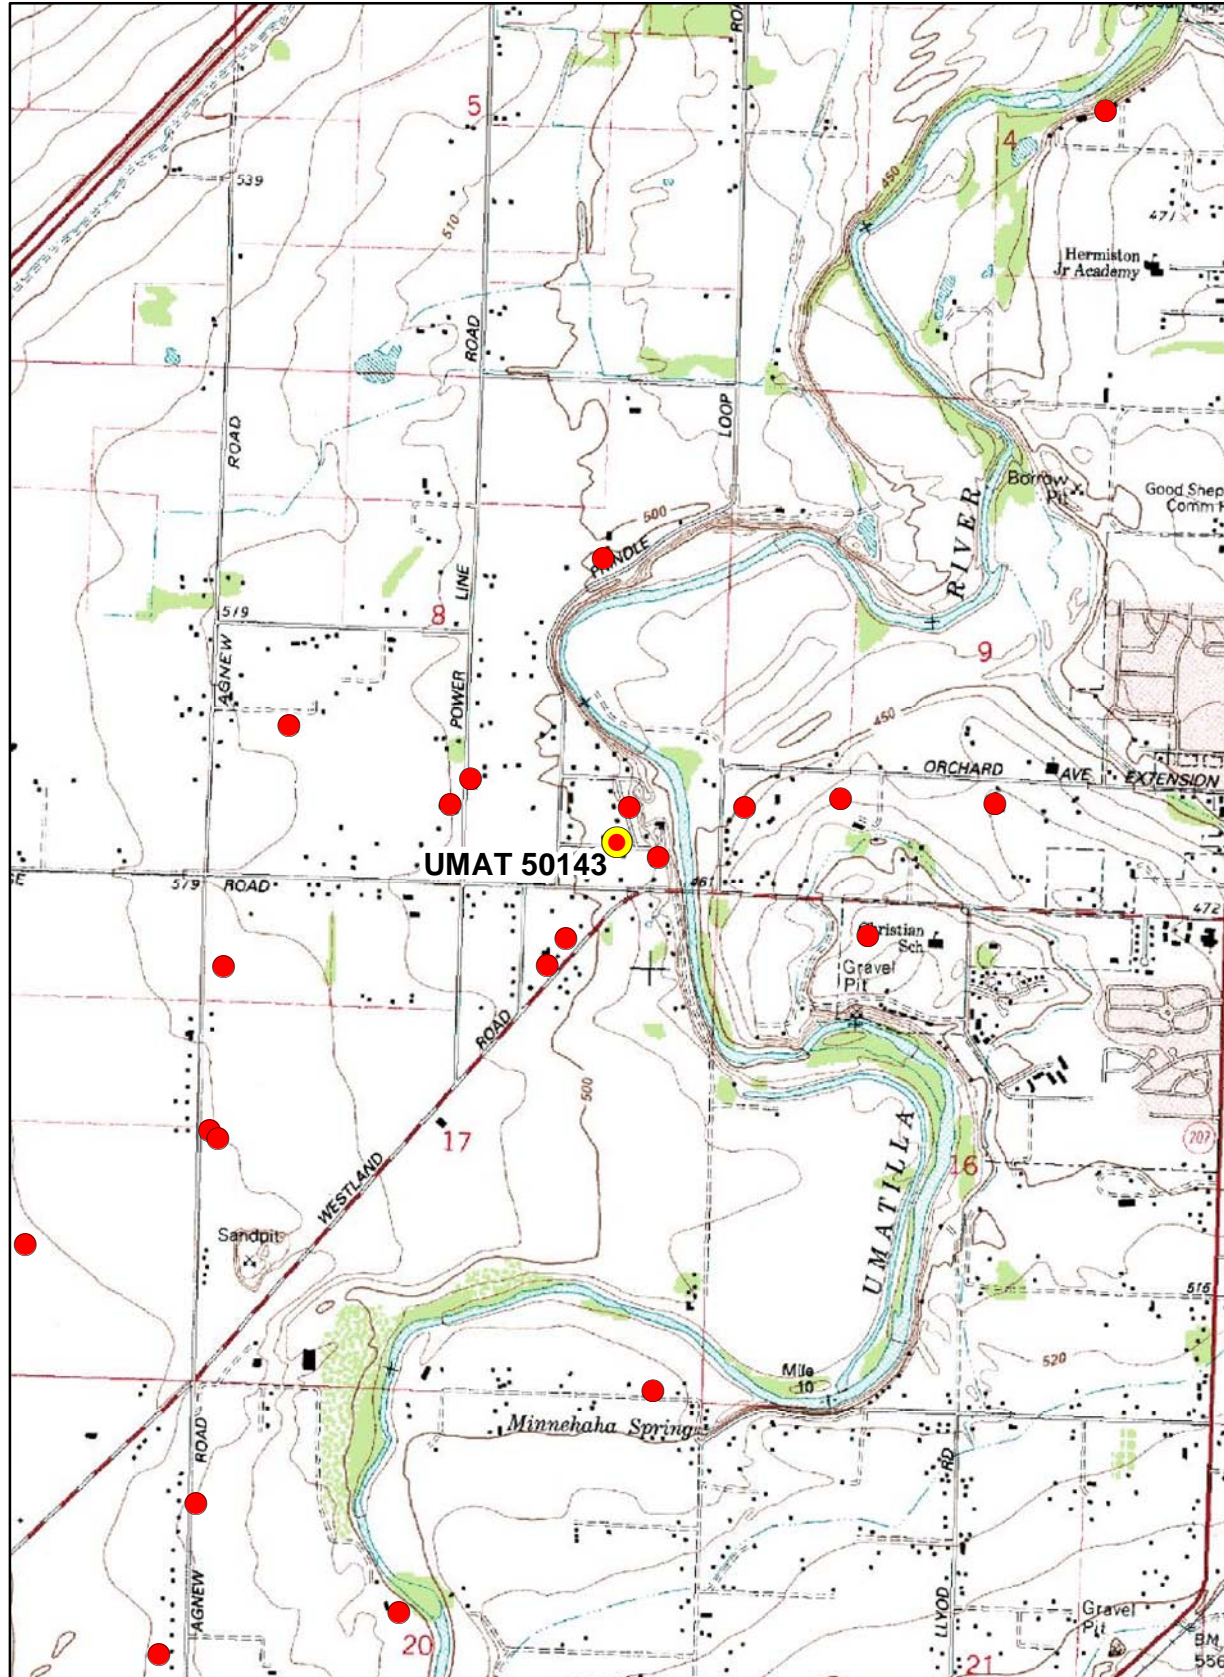 5
ROAD
4
539
510
450
471
Hermiston
Jr Academy
ROAD
LOOP
ROAD
Borrow
Pit
Good Shep
Comm H
500
PRINDLE
RIVER
LINE
519
8
9
AGNEW
POWER
450
ORCHARD AVE EXTENSION
UMAT 50143
579 ROAD
461
472
Christian
Sch
Gravel
Pit
ROAD
500
UMATILLA
17
16
207
WESTLAND
Sandpit
516
520
Mile
10
Minnehaha Spring
ROAD
RD
AGNEW
LLYOD
Gravel
Pit
20
21
BM
556